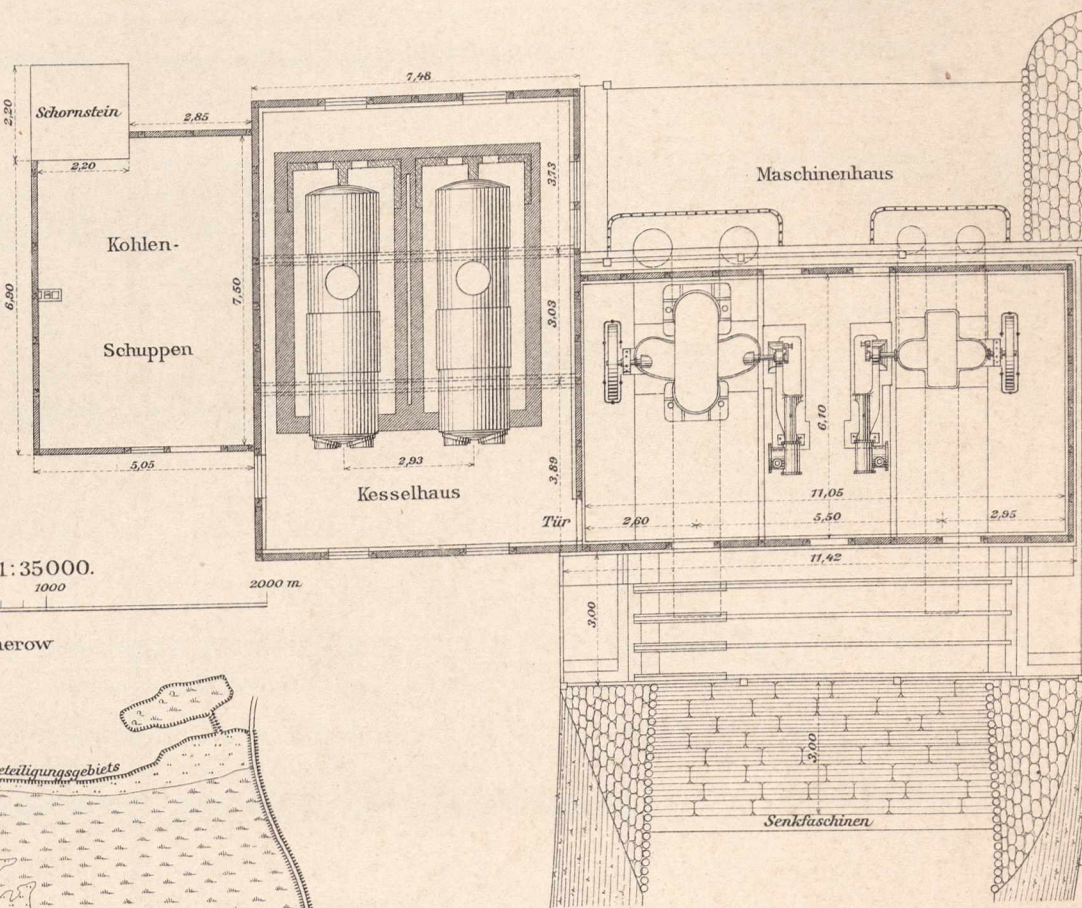 7,48
Schornstein
2,20
2,85
2,20
Maschinenhaus
3,73
Kohlen-
7,50
6,90
3,03
Schuppen
6,10
5,05
2,93
3,89
Kesselhaus
11,05
Tür
2,60
5,50
2,95
11,42
1:35000.
1000
2000 m
3,00
erow
eteiligungsgebiets
3,00
Senkfaschinen